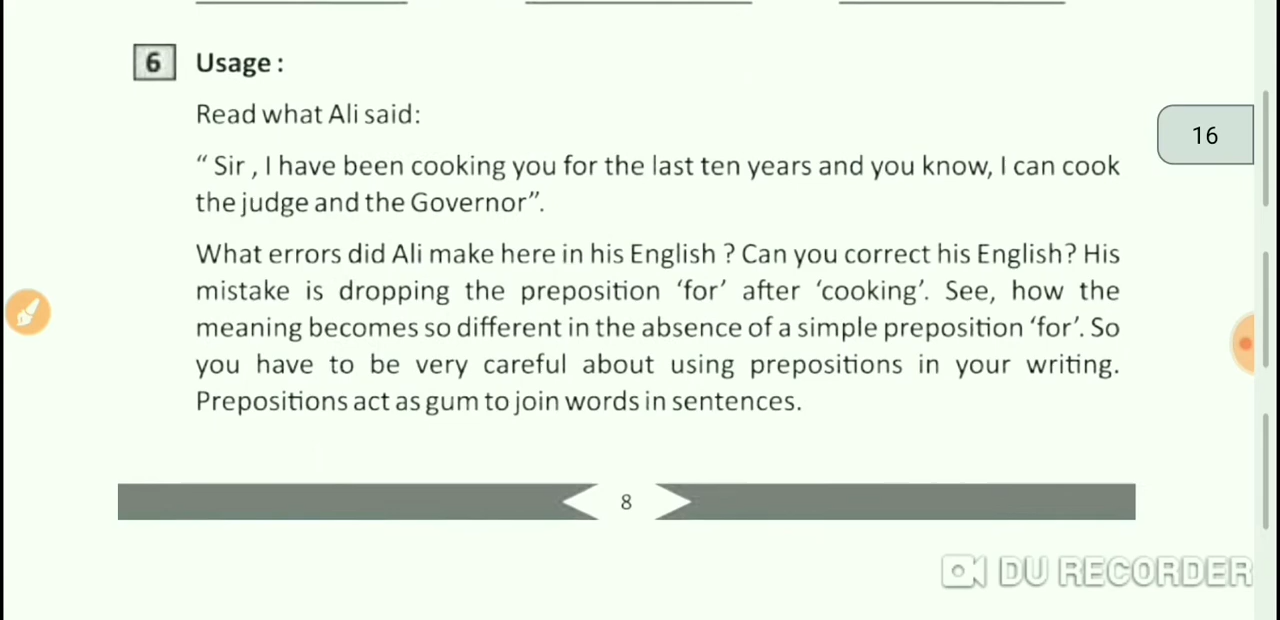 6 Usage :
Read what Ali said:
16
“ Sir , I have been cooking you for the last ten years and you know, I can cook
the judge and the Governor”.
What errors did Ali make here in his English ? Can you correct his English? His
mistake is dropping the preposition ‘for’ after ‘cooking’. See, how the
meaning becomes so different in the absence of a simple preposition ‘for’. So
you have to be very careful about using prepositions in your writing.
Prepositions act as gum to join words in sentences.
8
DU RECORDER